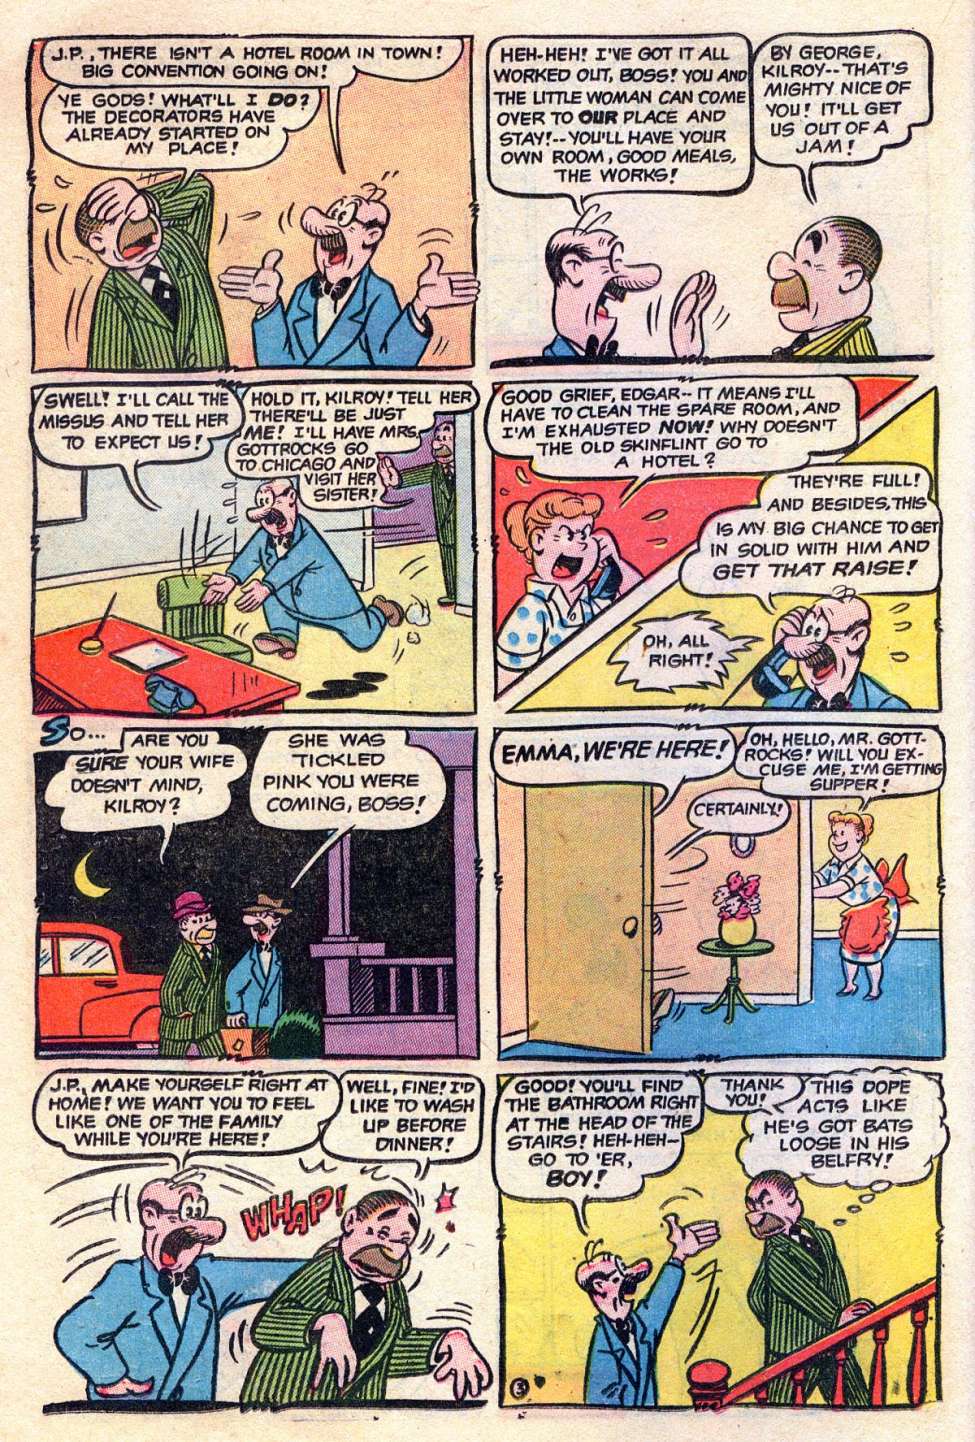 J.P., THERE ISN'T A HOTEL ROOM IN TOWN!
BIG CONVENTION GOING ON!
YE GODS! WHAT'LL I DO?
THE DECORATORS HAVE
ALREADY STARTED ON
MY PLACE!
HEH-HEH! I'VE GOT IT ALL
WORKED OUT, BOSS! YOU AND
THE LITTLE WOMAN CAN COME
OVER TO OUR PLACE AND
STAY!--YOU'LL HAVE YOUR
OWN ROOM, GOOD MEALS,
THE WORKS!
BY GEORGE,
KILROY--THAT'S
MIGHTY NICE OF
YOU! IT'LL GET
US OUT OF A
JAM!
SWELL! I'LL CALL THE
MISSUS AND TELL HER
TO EXPECT US!
HOLD IT, KILROY! TELL HER
THERE'LL BE JUST
ME! I'LL HAVE MRS.
GOTTROCKS GO
TO CHICAGO AND
VISIT HER
SISTER!
GOOD GRIEF, EDGAR--IT MEANS I'LL
HAVE TO CLEAN THE SPARE ROOM, AND
I'M EXHAUSTED NOW! WHY DOESN'T
THE OLD SKINFLINT GO TO
A HOTEL?
THEY'RE FULL!
AND BESIDES, THIS
IS MY BIG CHANCE TO GET
IN SOLID WITH HIM AND
GET THAT RAISE!
OH, ALL
RIGHT!
SO...
ARE YOU
SURE YOUR WIFE
DOESN'T MIND,
KILROY?
SHE WAS
TICKLED
PINK YOU WERE
COMING, BOSS!
EMMA, WE'RE HERE!
OH, HELLO, MR. GOTT-
ROCKS! WILL YOU EX-
CUSE ME, I'M GETTING
SUPPER!
CERTAINLY!
J.P., MAKE YOURSELF RIGHT AT
HOME! WE WANT YOU TO FEEL
LIKE ONE OF THE FAMILY
WHILE YOU'RE HERE!
WELL, FINE! I'D
LIKE TO WASH
UP BEFORE
DINNER!
WHAP!
GOOD! YOU'LL FIND
THE BATHROOM RIGHT
AT THE HEAD OF THE
STAIRS! HEH-HEH-
GO TO 'ER,
BOY!
THANK
YOU!
THIS DOPE
ACTS LIKE
HE'S GOT BATS
LOOSE IN HIS
BELFRY!
3